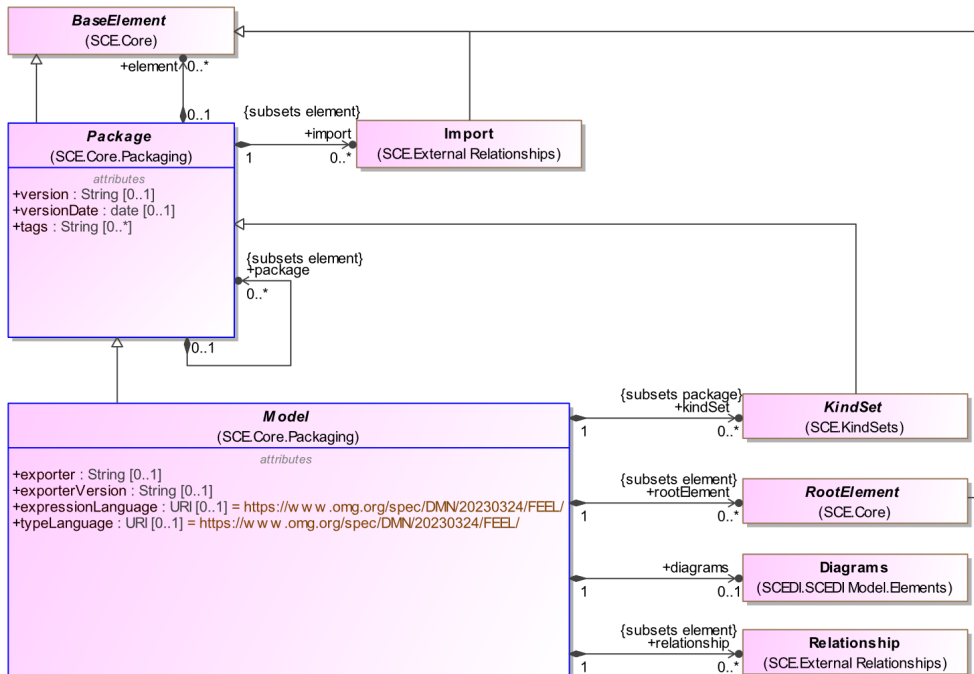 BaseElement
(SCE.Core)
+element
0..*
0..1
{subsets element}
+import
1
0..*
Import
(SCE.External Relationships)
Package
(SCE.Core.Packaging)
attributes
+version : String [0..1]
+versionDate : date [0..1]
+tags : String [0..*]
{subsets element}
+package
0..*
0..1
Model
(SCE.Core.Packaging)
attributes
+exporter : String [0..1]
+exporterVersion : String [0..1]
+expressionLanguage : URI [0..1] = https://www.omg.org/spec/DMN/20230324/FEEL/
+typeLanguage : URI [0..1] = https://www.omg.org/spec/DMN/20230324/FEEL/
{subsets package}
+kindSet
1
0..*
KindSet
(SCE.KindSets)
{subsets element}
+rootElement
1
0..*
RootElement
(SCE.Core)
+diagrams
1
0..1
Diagrams
(SCEDI.SCEDI Model.Elements)
{subsets element}
+relationship
1
0..*
Relationship
(SCE.External Relationships)